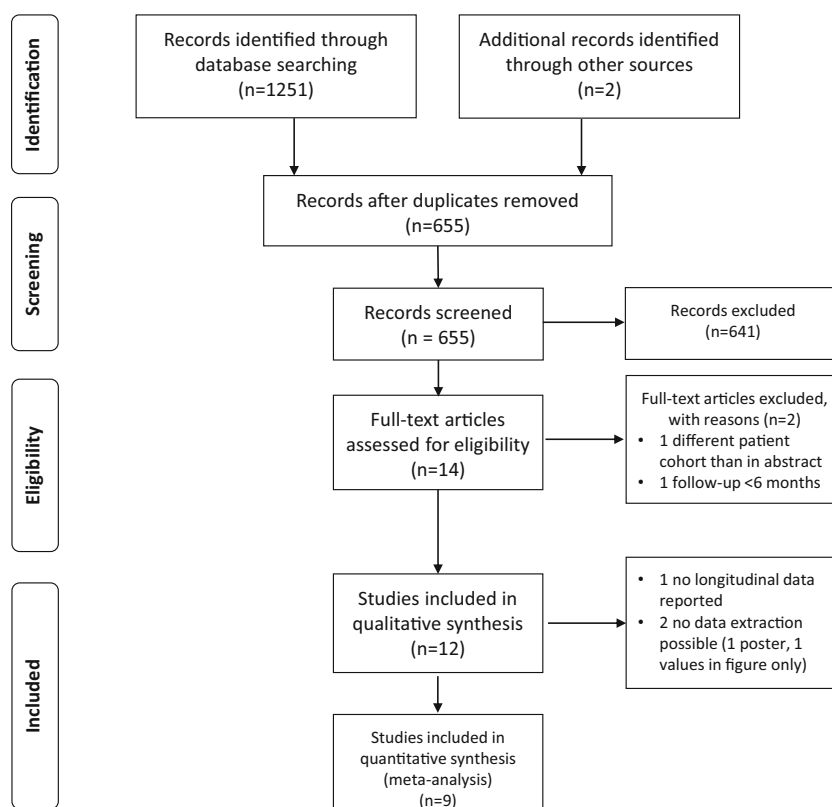 Identification
Records identified through
database searching
(n=1251)
Additional records identified
through other sources
(n=2)
Records after duplicates removed
(n=655)
Screening
Records screened
(n = 655)
Records excluded
(n=641)
Eligibility
Full-text articles
assessed for eligibility
(n=14)
Full-text articles excluded,
with reasons (n=2)
• 1 different patient
cohort than in abstract
• 1 follow-up <6 months
Included
Studies included in
qualitative synthesis
(n=12)
• 1 no longitudinal data
reported
• 2 no data extraction
possible (1 poster, 1
values in figure only)
Studies included in
quantitative synthesis
(meta-analysis)
(n=9)